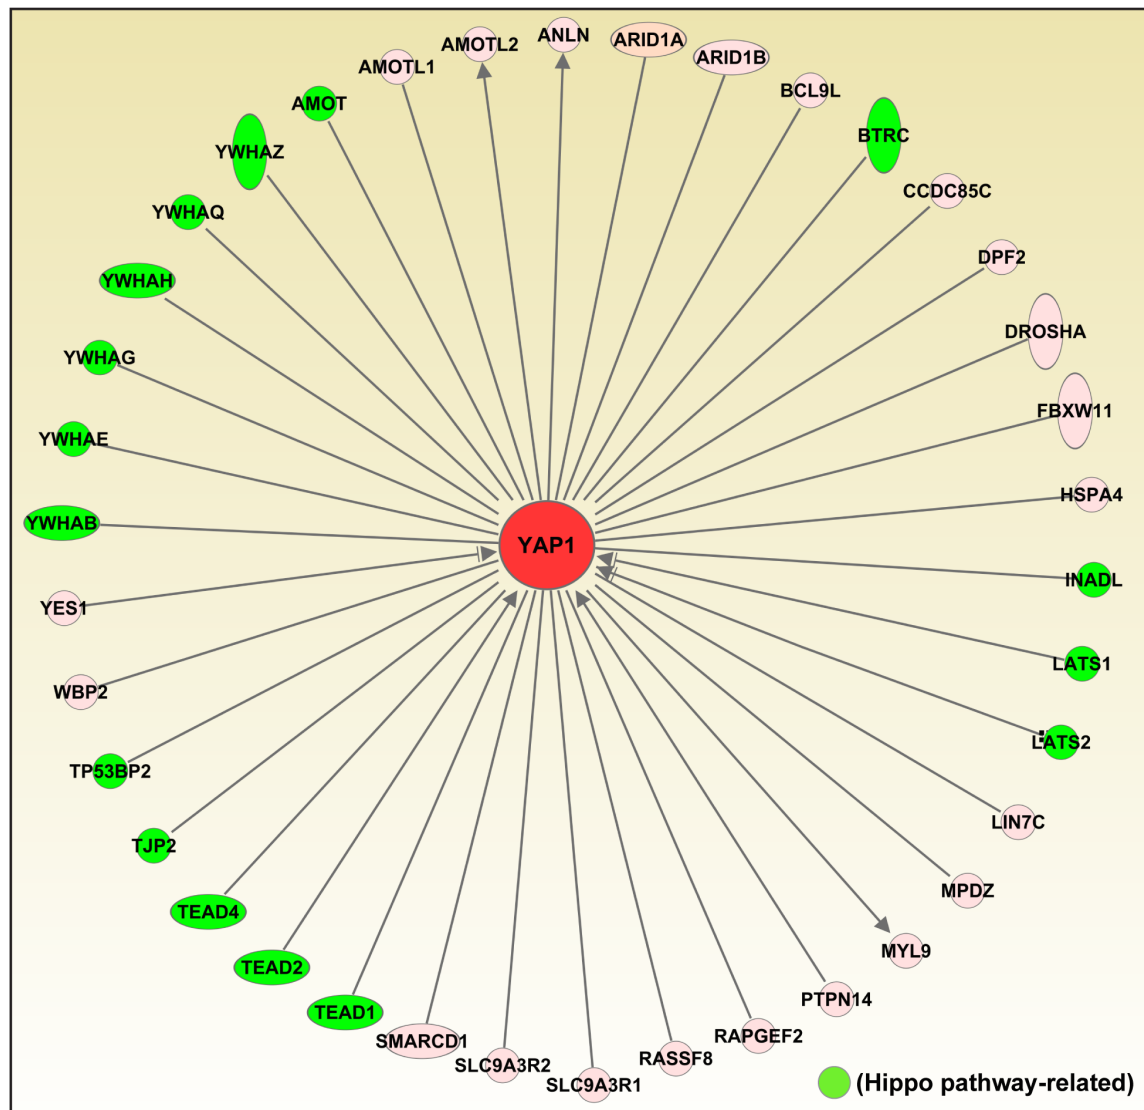 ANLN
ARID1A
AMOTL2
ARID1B
AMOTL1
BCL9L
AMOT
BTRC
YWHAZ
CCDC85C
YWHAQ
DPF2
YWHAH
DROSHA
YWHAG
FBXW11
YWHAE
HSPA4
YWHAB
YAP1
INADL
YES1
LATS1
WBP2
LATS2
TP53BP2
LIN7C
TJP2
MPDZ
TEAD4
MYL9
TEAD2
PTPN14
TEAD1
RAPGEF2
SMARCD1
RASSF8
SLC9A3R2
SLC9A3R1
(Hippo pathway-related)